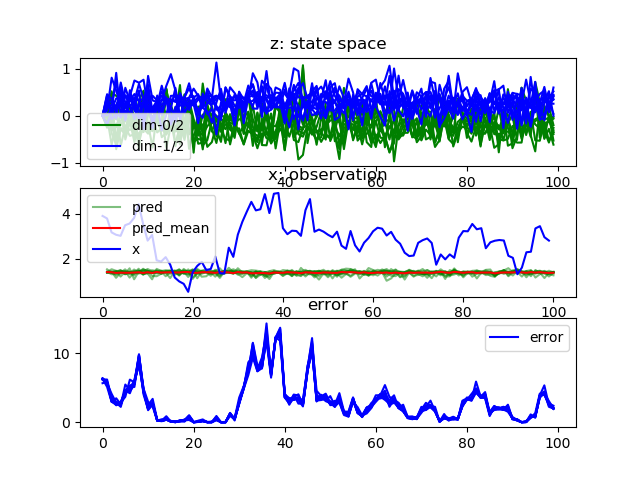 z: state space
1
0
−1
dim-0/2
dim-1/2
0 20 40 60 80 100
x: observation
4
2
pred
pred_mean
x
0 20 40 60 80 100
error
10
0
error
0 20 40 60 80 100